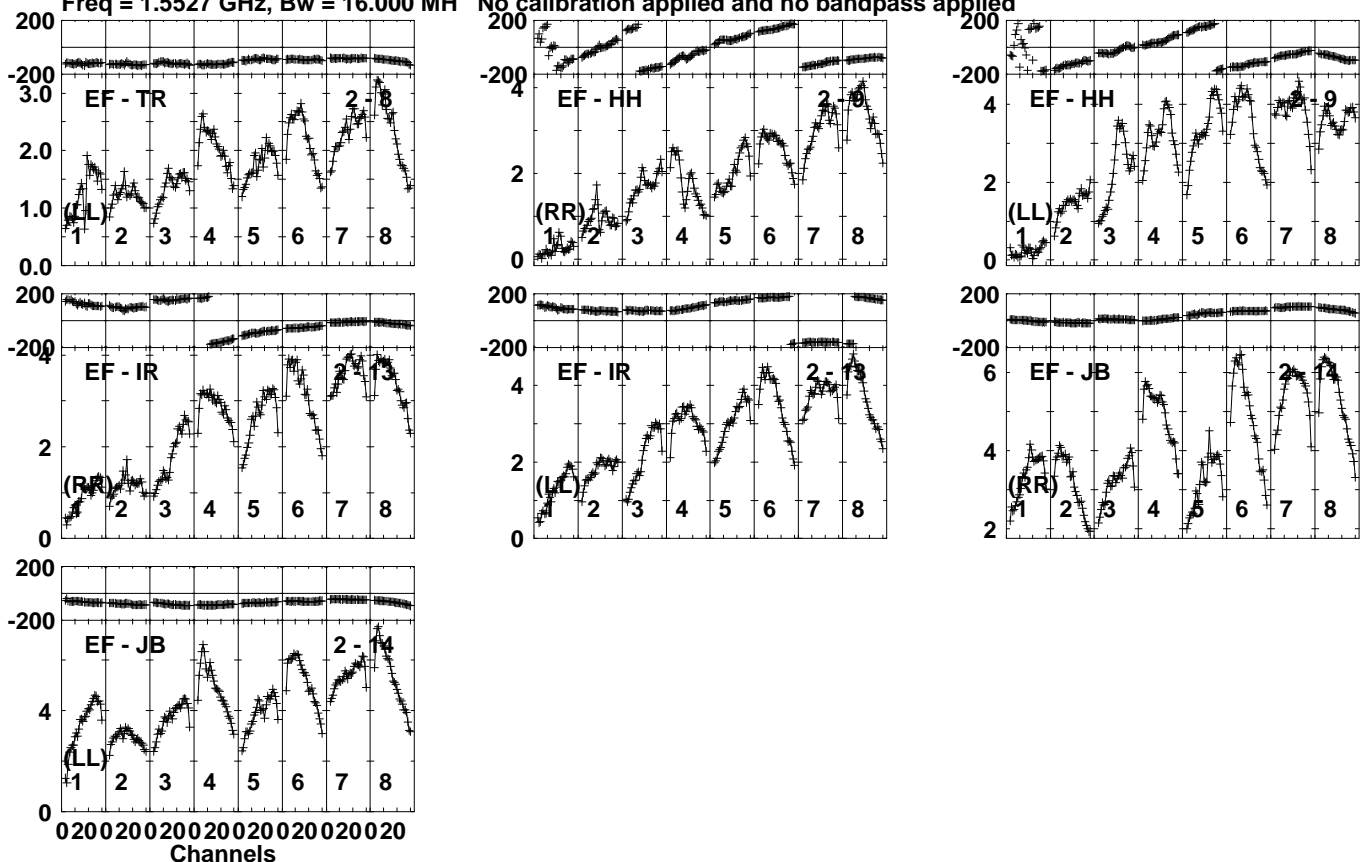 Freq = 1.5527 GHz, Bw = 16.000 MH No calibration applied and no bandpass applied
200
-200
3.0
2.0
1.0
0.0
EF - TR 2 - 8
(LL)
1 2 3 4 5 6 7 8
200
-200
4
2
0
EF - HH 2 - 9
(RR)
1 2 3 4 5 6 7 8
200
-200
4
2
0
EF - HH 2 - 9
(LL)
1 2 3 4 5 6 7 8
200
-200
4
2
0
EF - IR 2 - 13
(RR)
1 2 3 4 5 6 7 8
200
-200
4
2
0
EF - IR 2 - 13
(LL)
1 2 3 4 5 6 7 8
200
-200
6
4
2
EF - JB 2 - 14
(RR)
1 2 3 4 5 6 7 8
200
-200
4
0
EF - JB 2 - 14
(LL)
1 2 3 4 5 6 7 8
0 20 0 20 0 20 0 20 0 20 0 20 0 20 0 20
Channels